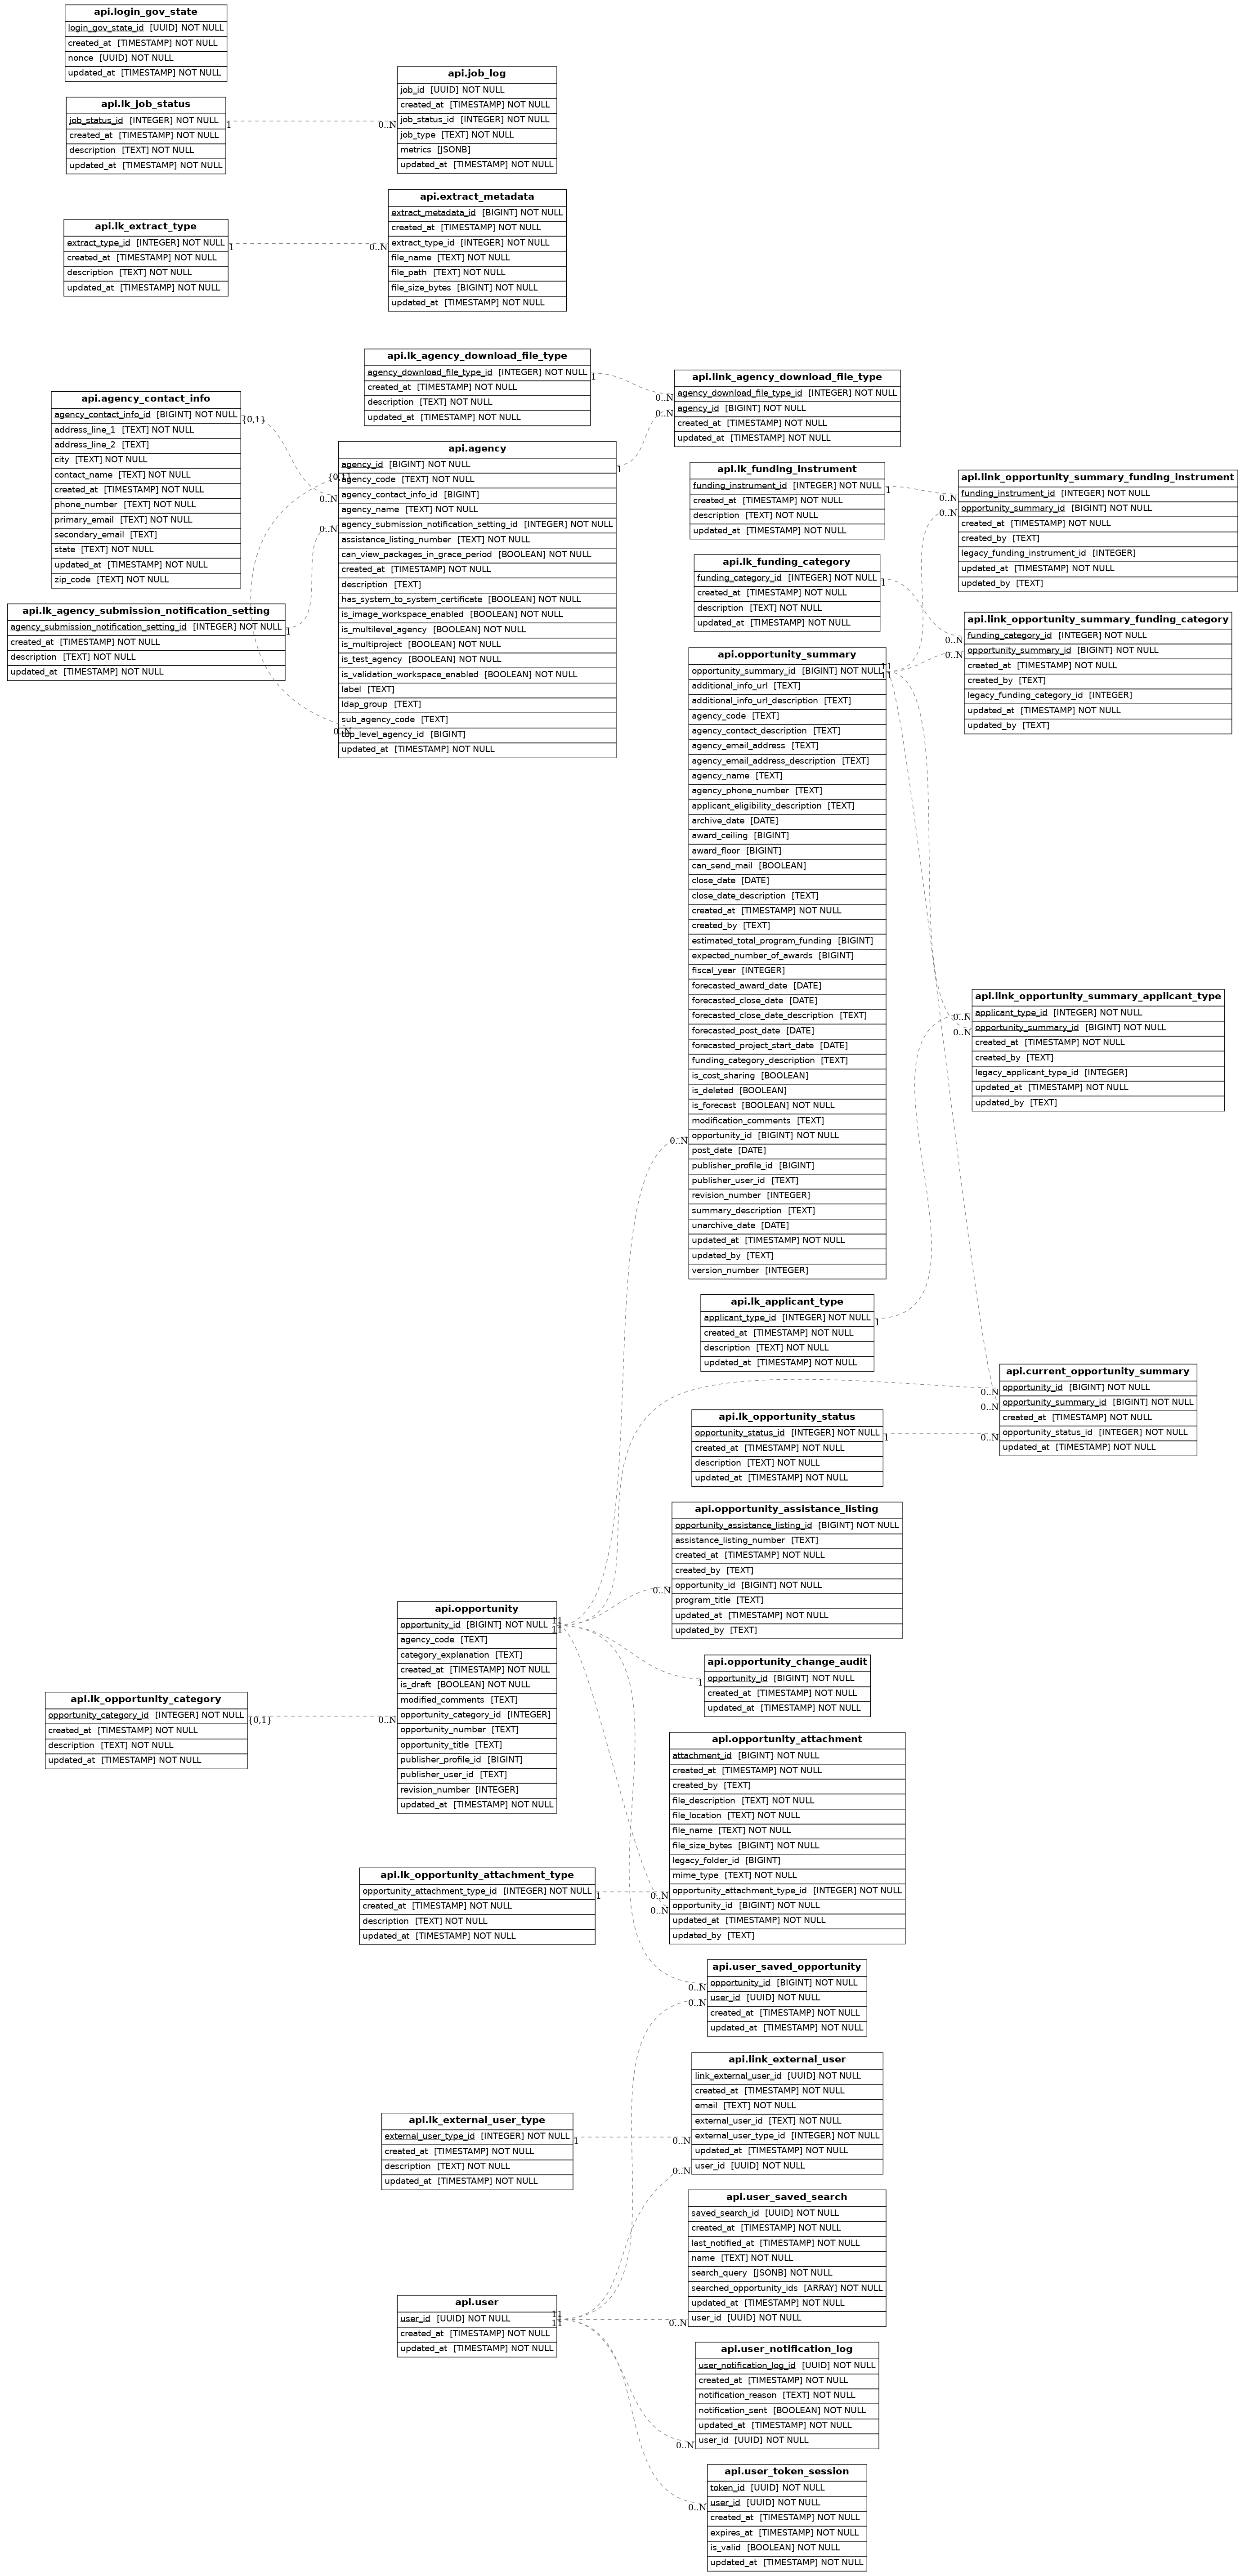 api.login_gov_state
login_gov_state_id [UUID] NOT NULL
created_at [TIMESTAMP] NOT NULL
nonce [UUID] NOT NULL
updated_at [TIMESTAMP] NOT NULL
api.job_log
job_id [UUID] NOT NULL
created_at [TIMESTAMP] NOT NULL
job_status_id [INTEGER] NOT NULL
job_type [TEXT] NOT NULL
metrics [JSONB]
updated_at [TIMESTAMP] NOT NULL
api.lk_job_status
job_status_id [INTEGER] NOT NULL
created_at [TIMESTAMP] NOT NULL
description [TEXT] NOT NULL
updated_at [TIMESTAMP] NOT NULL
1
0..N
api.extract_metadata
extract_metadata_id [BIGINT] NOT NULL
created_at [TIMESTAMP] NOT NULL
extract_type_id [INTEGER] NOT NULL
file_name [TEXT] NOT NULL
file_path [TEXT] NOT NULL
file_size_bytes [BIGINT] NOT NULL
updated_at [TIMESTAMP] NOT NULL
api.lk_extract_type
extract_type_id [INTEGER] NOT NULL
created_at [TIMESTAMP] NOT NULL
description [TEXT] NOT NULL
updated_at [TIMESTAMP] NOT NULL
1
0..N
api.lk_agency_download_file_type
agency_download_file_type_id [INTEGER] NOT NULL
created_at [TIMESTAMP] NOT NULL
description [TEXT] NOT NULL
updated_at [TIMESTAMP] NOT NULL
1
0..N
api.link_agency_download_file_type
agency_download_file_type_id [INTEGER] NOT NULL
agency_id [BIGINT] NOT NULL
created_at [TIMESTAMP] NOT NULL
updated_at [TIMESTAMP] NOT NULL
0..N
1
api.agency_contact_info
agency_contact_info_id [BIGINT] NOT NULL
address_line_1 [TEXT] NOT NULL
address_line_2 [TEXT]
city [TEXT] NOT NULL
contact_name [TEXT] NOT NULL
created_at [TIMESTAMP] NOT NULL
phone_number [TEXT] NOT NULL
primary_email [TEXT] NOT NULL
secondary_email [TEXT]
state [TEXT] NOT NULL
updated_at [TIMESTAMP] NOT NULL
zip_code [TEXT] NOT NULL
{0,1}
0..N
api.agency
agency_id [BIGINT] NOT NULL
agency_code [TEXT] NOT NULL
agency_contact_info_id [BIGINT]
agency_name [TEXT] NOT NULL
agency_submission_notification_setting_id [INTEGER] NOT NULL
assistance_listing_number [TEXT] NOT NULL
can_view_packages_in_grace_period [BOOLEAN] NOT NULL
created_at [TIMESTAMP] NOT NULL
description [TEXT]
has_system_to_system_certificate [BOOLEAN] NOT NULL
is_image_workspace_enabled [BOOLEAN] NOT NULL
is_multilevel_agency [BOOLEAN] NOT NULL
is_multiproject [BOOLEAN] NOT NULL
is_test_agency [BOOLEAN] NOT NULL
is_validation_workspace_enabled [BOOLEAN] NOT NULL
label [TEXT]
ldap_group [TEXT]
sub_agency_code [TEXT]
top_level_agency_id [BIGINT]
updated_at [TIMESTAMP] NOT NULL
{0,1}
0..N
api.lk_agency_submission_notification_setting
agency_submission_notification_setting_id [INTEGER] NOT NULL
created_at [TIMESTAMP] NOT NULL
description [TEXT] NOT NULL
updated_at [TIMESTAMP] NOT NULL
1
0..N
api.lk_funding_instrument
funding_instrument_id [INTEGER] NOT NULL
created_at [TIMESTAMP] NOT NULL
description [TEXT] NOT NULL
updated_at [TIMESTAMP] NOT NULL
1
0..N
0..N
api.link_opportunity_summary_funding_instrument
funding_instrument_id [INTEGER] NOT NULL
opportunity_summary_id [BIGINT] NOT NULL
created_at [TIMESTAMP] NOT NULL
created_by [TEXT]
legacy_funding_instrument_id [INTEGER]
updated_at [TIMESTAMP] NOT NULL
updated_by [TEXT]
api.lk_funding_category
funding_category_id [INTEGER] NOT NULL
created_at [TIMESTAMP] NOT NULL
description [TEXT] NOT NULL
updated_at [TIMESTAMP] NOT NULL
1
0..N
0..N
api.link_opportunity_summary_funding_category
funding_category_id [INTEGER] NOT NULL
opportunity_summary_id [BIGINT] NOT NULL
created_at [TIMESTAMP] NOT NULL
created_by [TEXT]
legacy_funding_category_id [INTEGER]
updated_at [TIMESTAMP] NOT NULL
updated_by [TEXT]
api.opportunity_summary
opportunity_summary_id [BIGINT] NOT NULL
additional_info_url [TEXT]
additional_info_url_description [TEXT]
agency_code [TEXT]
agency_contact_description [TEXT]
agency_email_address [TEXT]
agency_email_address_description [TEXT]
agency_name [TEXT]
agency_phone_number [TEXT]
applicant_eligibility_description [TEXT]
archive_date [DATE]
award_ceiling [BIGINT]
award_floor [BIGINT]
can_send_mail [BOOLEAN]
close_date [DATE]
close_date_description [TEXT]
created_at [TIMESTAMP] NOT NULL
created_by [TEXT]
estimated_total_program_funding [BIGINT]
expected_number_of_awards [BIGINT]
fiscal_year [INTEGER]
forecasted_award_date [DATE]
forecasted_close_date [DATE]
forecasted_close_date_description [TEXT]
forecasted_post_date [DATE]
forecasted_project_start_date [DATE]
funding_category_description [TEXT]
is_cost_sharing [BOOLEAN]
is_deleted [BOOLEAN]
is_forecast [BOOLEAN] NOT NULL
modification_comments [TEXT]
opportunity_id [BIGINT] NOT NULL
post_date [DATE]
publisher_profile_id [BIGINT]
publisher_user_id [TEXT]
revision_number [INTEGER]
summary_description [TEXT]
unarchive_date [DATE]
updated_at [TIMESTAMP] NOT NULL
updated_by [TEXT]
version_number [INTEGER]
11
11
0..N
api.link_opportunity_summary_applicant_type
applicant_type_id [INTEGER] NOT NULL
opportunity_summary_id [BIGINT] NOT NULL
created_at [TIMESTAMP] NOT NULL
created_by [TEXT]
legacy_applicant_type_id [INTEGER]
updated_at [TIMESTAMP] NOT NULL
updated_by [TEXT]
0..N
0..N
api.lk_applicant_type
applicant_type_id [INTEGER] NOT NULL
created_at [TIMESTAMP] NOT NULL
description [TEXT] NOT NULL
updated_at [TIMESTAMP] NOT NULL
1
api.current_opportunity_summary
opportunity_id [BIGINT] NOT NULL
opportunity_summary_id [BIGINT] NOT NULL
created_at [TIMESTAMP] NOT NULL
opportunity_status_id [INTEGER] NOT NULL
updated_at [TIMESTAMP] NOT NULL
0..N
0..N
0..N
api.lk_opportunity_status
opportunity_status_id [INTEGER] NOT NULL
created_at [TIMESTAMP] NOT NULL
description [TEXT] NOT NULL
updated_at [TIMESTAMP] NOT NULL
1
api.opportunity_assistance_listing
opportunity_assistance_listing_id [BIGINT] NOT NULL
assistance_listing_number [TEXT]
created_at [TIMESTAMP] NOT NULL
created_by [TEXT]
opportunity_id [BIGINT] NOT NULL
program_title [TEXT]
updated_at [TIMESTAMP] NOT NULL
updated_by [TEXT]
0..N
api.opportunity
opportunity_id [BIGINT] NOT NULL
agency_code [TEXT]
category_explanation [TEXT]
created_at [TIMESTAMP] NOT NULL
is_draft [BOOLEAN] NOT NULL
modified_comments [TEXT]
opportunity_category_id [INTEGER]
opportunity_number [TEXT]
opportunity_title [TEXT]
publisher_profile_id [BIGINT]
publisher_user_id [TEXT]
revision_number [INTEGER]
updated_at [TIMESTAMP] NOT NULL
11
11
api.opportunity_change_audit
opportunity_id [BIGINT] NOT NULL
created_at [TIMESTAMP] NOT NULL
updated_at [TIMESTAMP] NOT NULL
1
api.lk_opportunity_category
opportunity_category_id [INTEGER] NOT NULL
created_at [TIMESTAMP] NOT NULL
description [TEXT] NOT NULL
updated_at [TIMESTAMP] NOT NULL
{0,1}
0..N
api.opportunity_attachment
attachment_id [BIGINT] NOT NULL
created_at [TIMESTAMP] NOT NULL
created_by [TEXT]
file_description [TEXT] NOT NULL
file_location [TEXT] NOT NULL
file_name [TEXT] NOT NULL
file_size_bytes [BIGINT] NOT NULL
legacy_folder_id [BIGINT]
mime_type [TEXT] NOT NULL
opportunity_attachment_type_id [INTEGER] NOT NULL
opportunity_id [BIGINT] NOT NULL
updated_at [TIMESTAMP] NOT NULL
updated_by [TEXT]
0..N
0..N
api.lk_opportunity_attachment_type
opportunity_attachment_type_id [INTEGER] NOT NULL
created_at [TIMESTAMP] NOT NULL
description [TEXT] NOT NULL
updated_at [TIMESTAMP] NOT NULL
1
api.user_saved_opportunity
opportunity_id [BIGINT] NOT NULL
user_id [UUID] NOT NULL
created_at [TIMESTAMP] NOT NULL
updated_at [TIMESTAMP] NOT NULL
0..N
0..N
api.link_external_user
link_external_user_id [UUID] NOT NULL
created_at [TIMESTAMP] NOT NULL
email [TEXT] NOT NULL
external_user_id [TEXT] NOT NULL
external_user_type_id [INTEGER] NOT NULL
updated_at [TIMESTAMP] NOT NULL
user_id [UUID] NOT NULL
0..N
0..N
api.lk_external_user_type
external_user_type_id [INTEGER] NOT NULL
created_at [TIMESTAMP] NOT NULL
description [TEXT] NOT NULL
updated_at [TIMESTAMP] NOT NULL
1
api.user_saved_search
saved_search_id [UUID] NOT NULL
created_at [TIMESTAMP] NOT NULL
last_notified_at [TIMESTAMP] NOT NULL
name [TEXT] NOT NULL
search_query [JSONB] NOT NULL
searched_opportunity_ids [ARRAY] NOT NULL
updated_at [TIMESTAMP] NOT NULL
user_id [UUID] NOT NULL
0..N
api.user
user_id [UUID] NOT NULL
created_at [TIMESTAMP] NOT NULL
updated_at [TIMESTAMP] NOT NULL
11
11
api.user_notification_log
user_notification_log_id [UUID] NOT NULL
created_at [TIMESTAMP] NOT NULL
notification_reason [TEXT] NOT NULL
notification_sent [BOOLEAN] NOT NULL
updated_at [TIMESTAMP] NOT NULL
user_id [UUID] NOT NULL
0..N
api.user_token_session
token_id [UUID] NOT NULL
user_id [UUID] NOT NULL
created_at [TIMESTAMP] NOT NULL
expires_at [TIMESTAMP] NOT NULL
is_valid [BOOLEAN] NOT NULL
updated_at [TIMESTAMP] NOT NULL
0..N